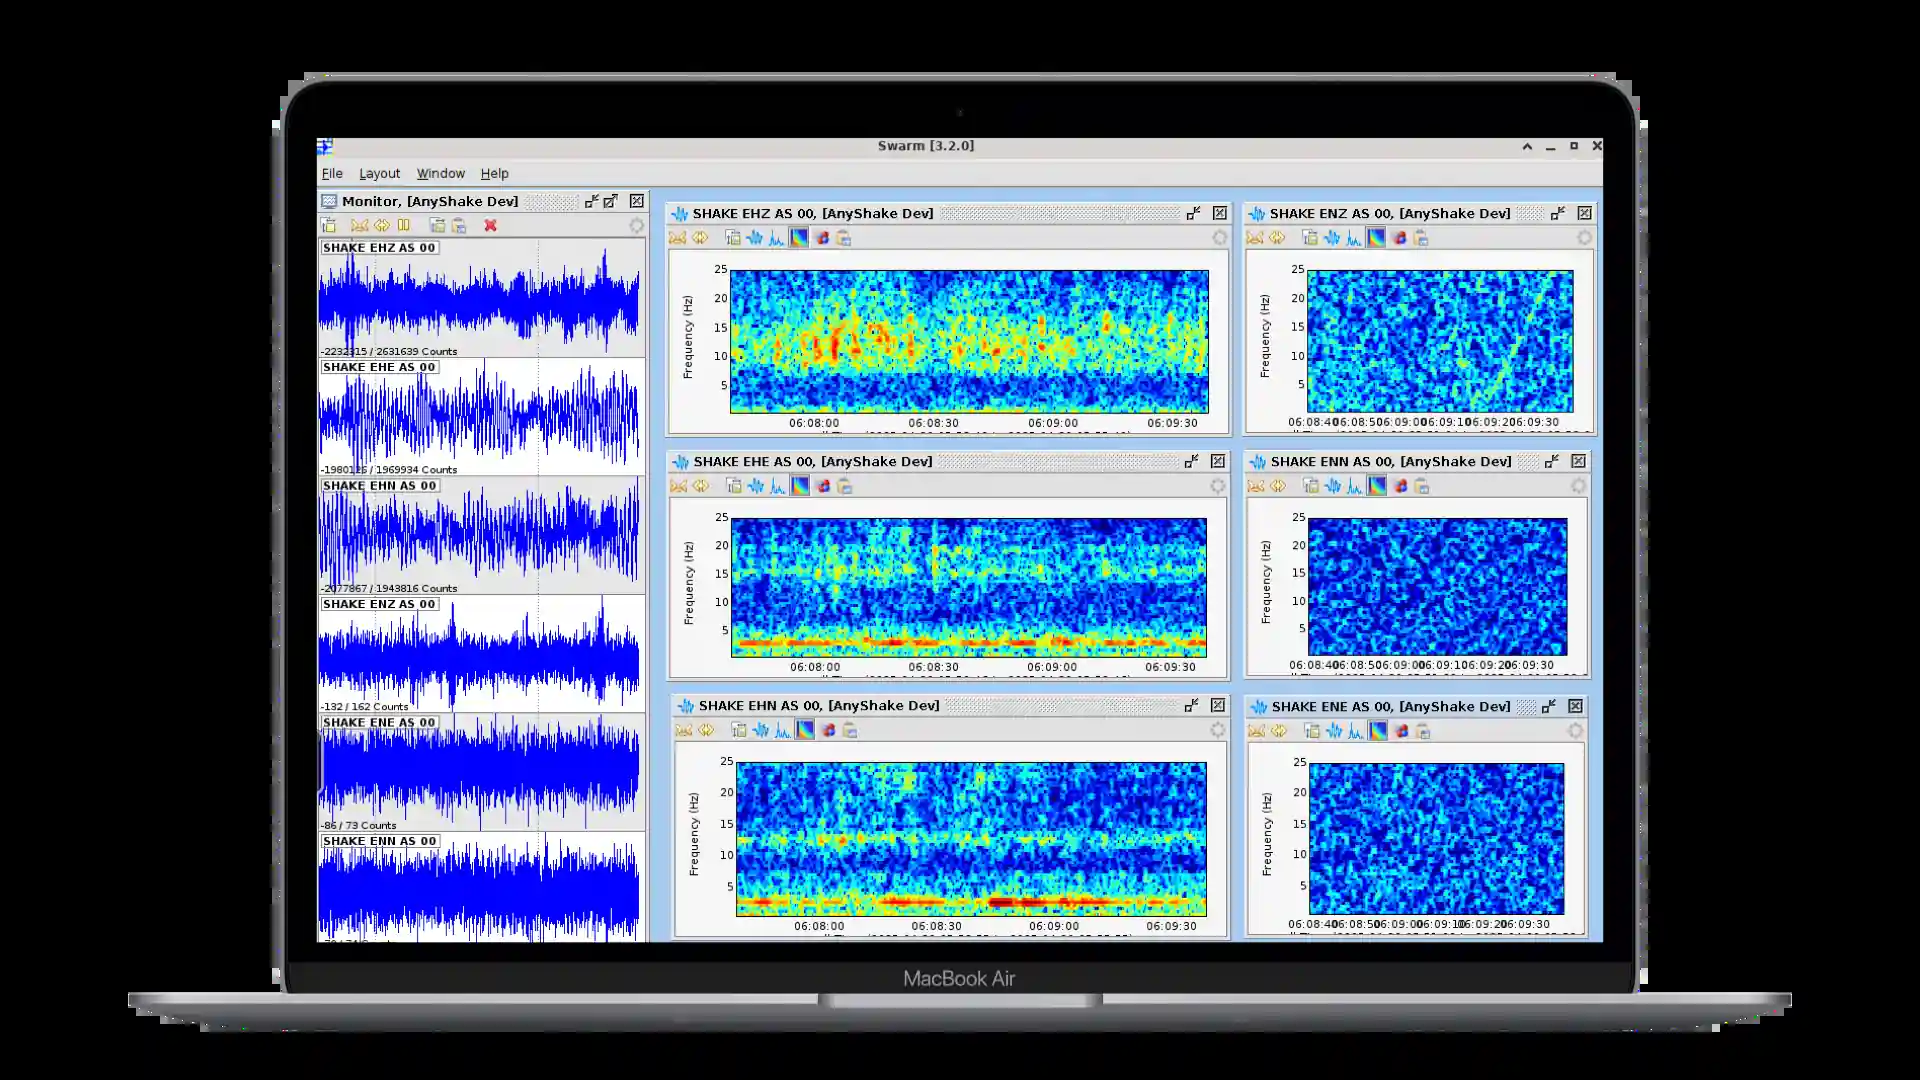 Swarm [3.2.0]
File Layout Window Help
Monitor, [AnyShake Dev]
SHAKE EHZ AS 00
-2232315 / 2631639 Counts
SHAKE EHE AS 00
-1980126 / 1969934 Counts
SHAKE EHN AS 00
-2077867 / 1943816 Counts
SHAKE ENZ AS 00
-132 / 162 Counts
SHAKE ENE AS 00
-86 / 73 Counts
SHAKE ENN AS 00
SHAKE EHZ AS 00, [AnyShake Dev]
Frequency (Hz)
25
20
15
10
5
06:08:00 06:08:30 06:09:00 06:09:30
SHAKE ENZ AS 00, [AnyShake Dev]
Frequency (Hz)
25
20
15
10
5
06:08:40 06:08:50 06:09:00 06:09:10 06:09:20 06:09:30
SHAKE EHE AS 00, [AnyShake Dev]
Frequency (Hz)
25
20
15
10
5
06:08:00 06:08:30 06:09:00 06:09:30
SHAKE ENN AS 00, [AnyShake Dev]
Frequency (Hz)
25
20
15
10
5
06:08:40 06:08:50 06:09:00 06:09:10 06:09:20 06:09:30
SHAKE EHN AS 00, [AnyShake Dev]
Frequency (Hz)
25
20
15
10
5
06:08:00 06:08:30 06:09:00 06:09:30
SHAKE ENE AS 00, [AnyShake Dev]
Frequency (Hz)
25
20
15
10
5
06:08:40 06:08:50 06:09:00 06:09:10 06:09:20 06:09:30
MacBook Air